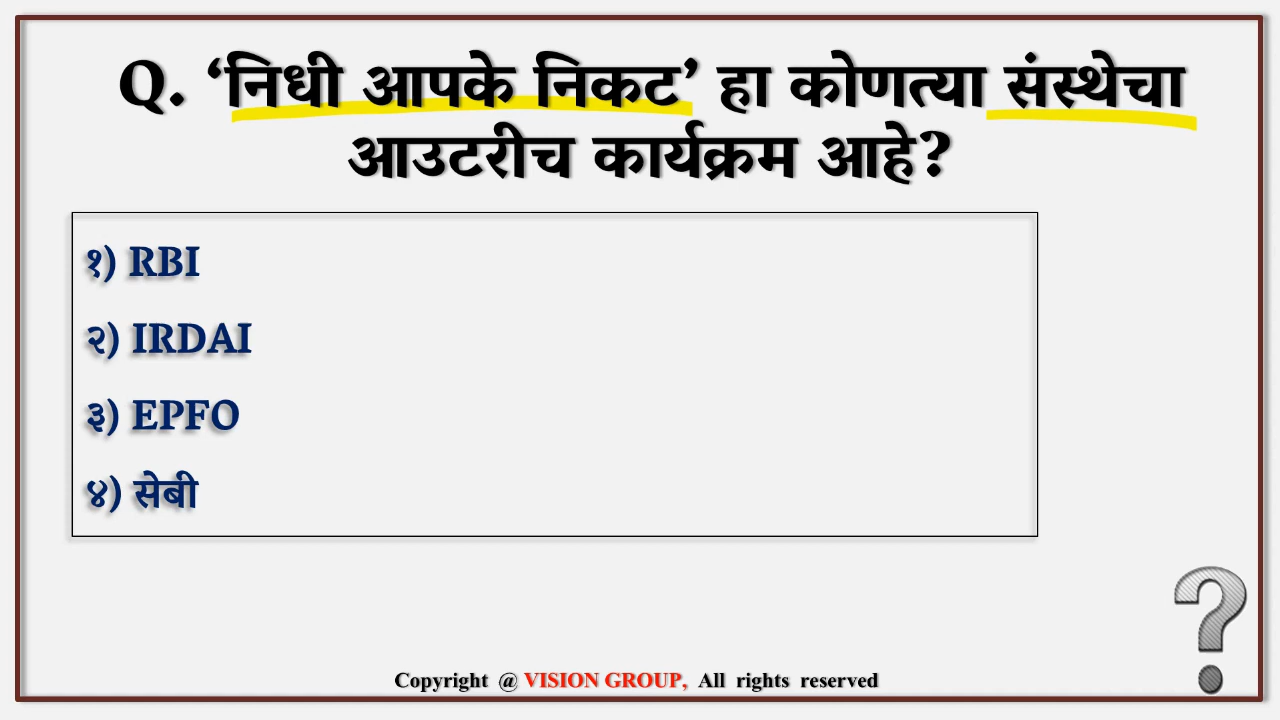 Q. ‘निधी आपके निकट’ हा कोणत्या संस्थेचा
आउटरीच कार्यक्रम आहे?
१) RBI
२) IRDAI
३) EPFO
४) सेबी
?
Copyright @ VISION GROUP, All rights reserved